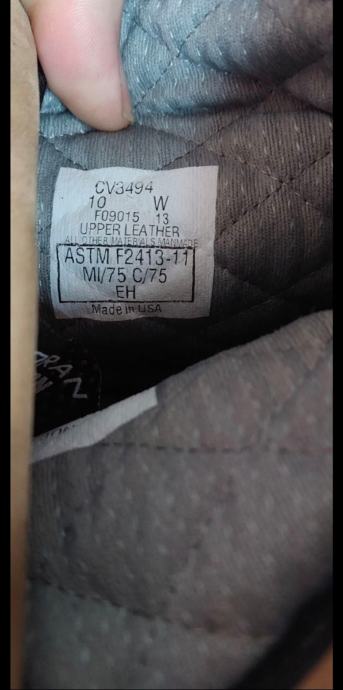 CV3494
10 W
F09015 13
UPPER LEATHER
ALL OTHER MATERIALS MANMADE
ASTM F2413-11
MI/75 C/75
EH
Made in USA